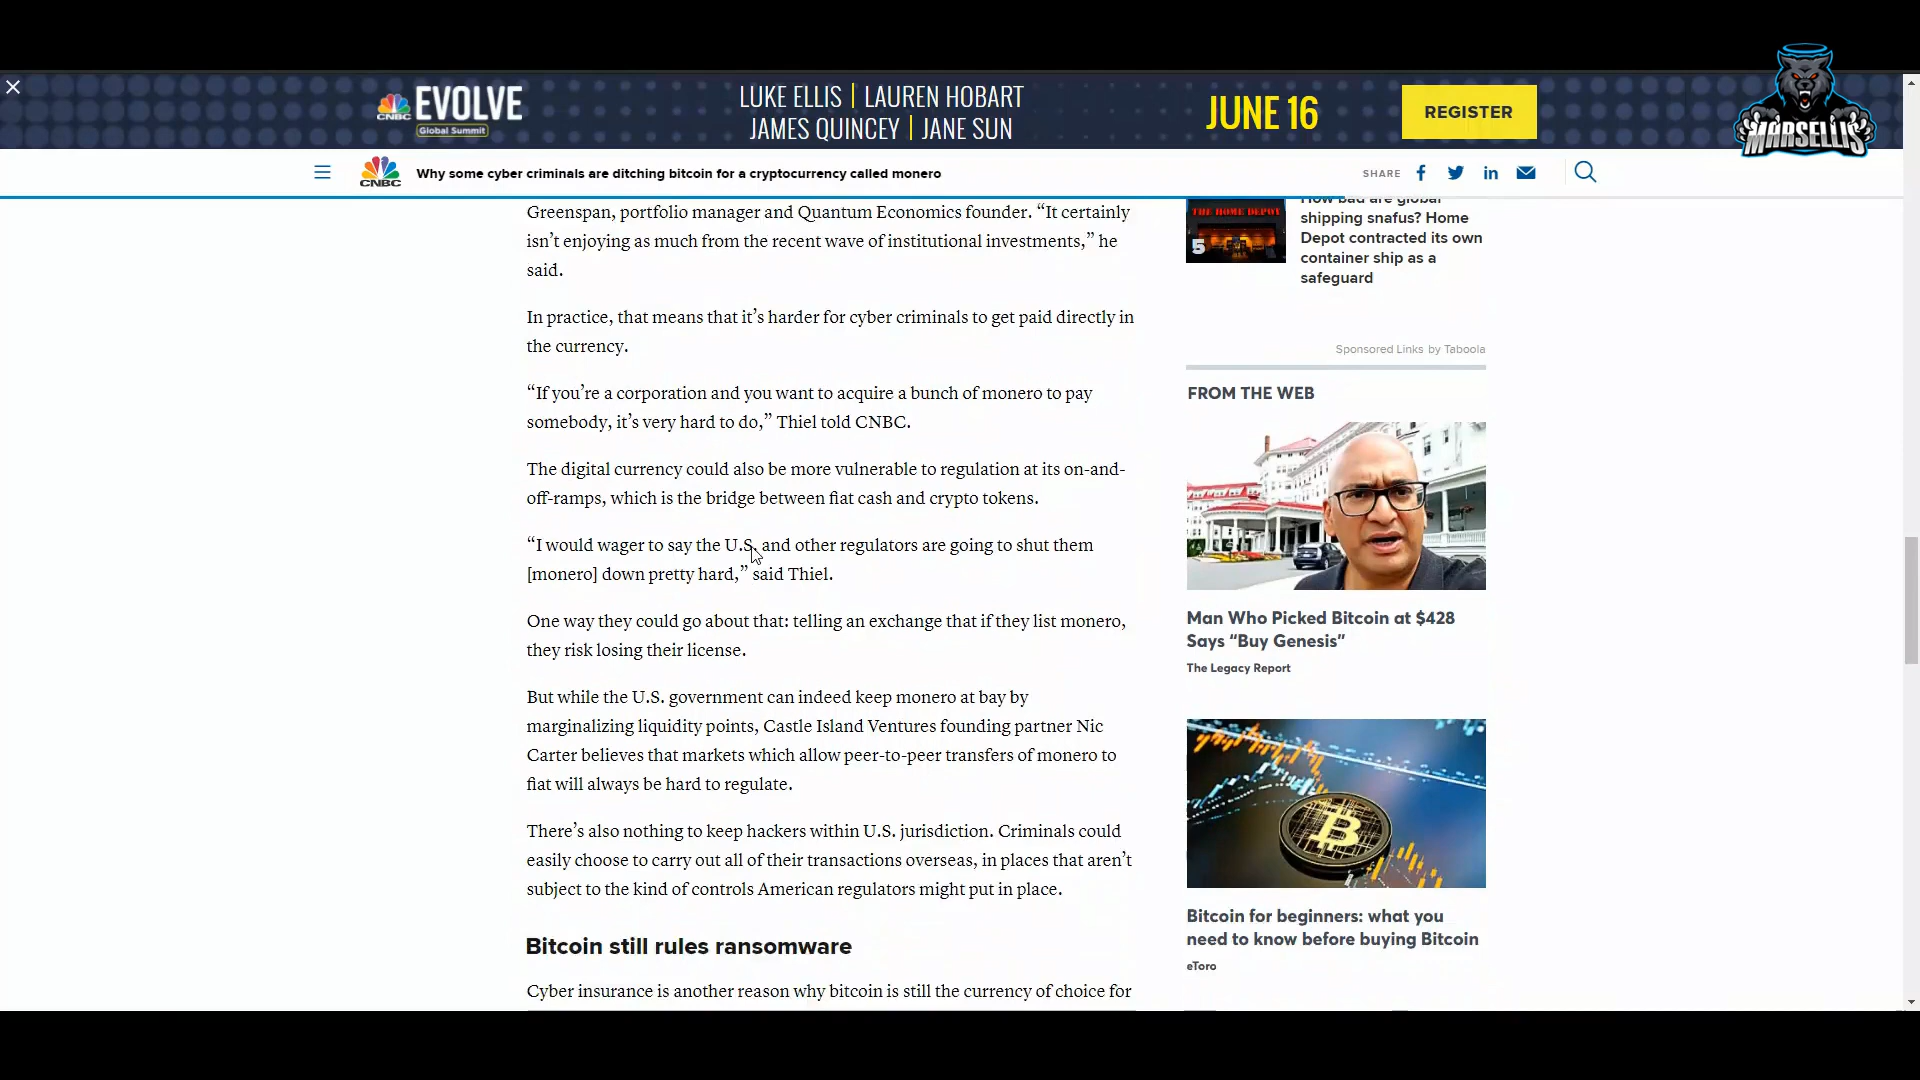 CNBC EVOLVE
Global Summit
LUKE ELLIS | LAUREN HOBART
JAMES QUINCEY | JANE SUN
JUNE 16
REGISTER
MARSELLIS
CNBC
Why some cyber criminals are ditching bitcoin for a cryptocurrency called monero
SHARE
Greenspan, portfolio manager and Quantum Economics founder. “It certainly
isn’t enjoying as much from the recent wave of institutional investments,” he
said.
In practice, that means that it’s harder for cyber criminals to get paid directly in
the currency.
“If you’re a corporation and you want to acquire a bunch of monero to pay
somebody, it’s very hard to do,” Thiel told CNBC.
The digital currency could also be more vulnerable to regulation at its on-and-
off-ramps, which is the bridge between fiat cash and crypto tokens.
“I would wager to say the U.S. and other regulators are going to shut them
[monero] down pretty hard,” said Thiel.
One way they could go about that: telling an exchange that if they list monero,
they risk losing their license.
But while the U.S. government can indeed keep monero at bay by
marginalizing liquidity points, Castle Island Ventures founding partner Nic
Carter believes that markets which allow peer-to-peer transfers of monero to
fiat will always be hard to regulate.
There’s also nothing to keep hackers within U.S. jurisdiction. Criminals could
easily choose to carry out all of their transactions overseas, in places that aren’t
subject to the kind of controls American regulators might put in place.
Bitcoin still rules ransomware
Cyber insurance is another reason why bitcoin is still the currency of choice for
THE HOME DEPOT
5
How bad are global
shipping snafus? Home
Depot contracted its own
container ship as a
safeguard
Sponsored Links by Taboola
FROM THE WEB
Man Who Picked Bitcoin at $428
Says “Buy Genesis”
The Legacy Report
Bitcoin for beginners: what you
need to know before buying Bitcoin
eToro